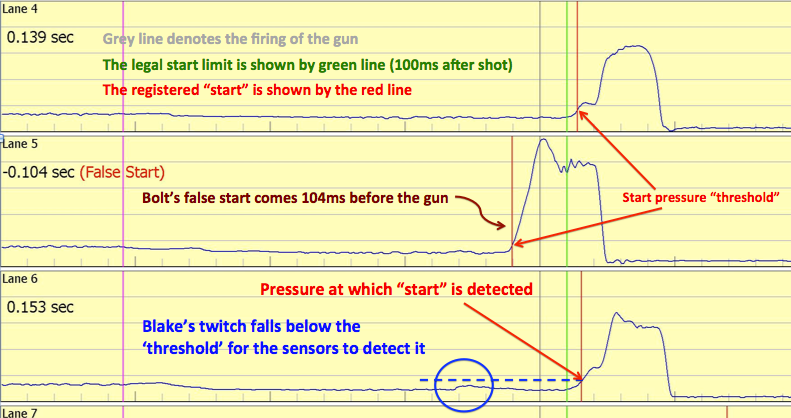 Lane 4
0.139 sec
Grey line denotes the firing of the gun
The legal start limit is shown by green line (100ms after shot)
The registered “start” is shown by the red line
Lane 5
-0.104 sec (False Start)
Bolt’s false start comes 104ms before the gun
Start pressure “threshold”
Lane 6
0.153 sec
Pressure at which “start” is detected
Blake’s twitch falls below the
‘threshold’ for the sensors to detect it
Lane 7